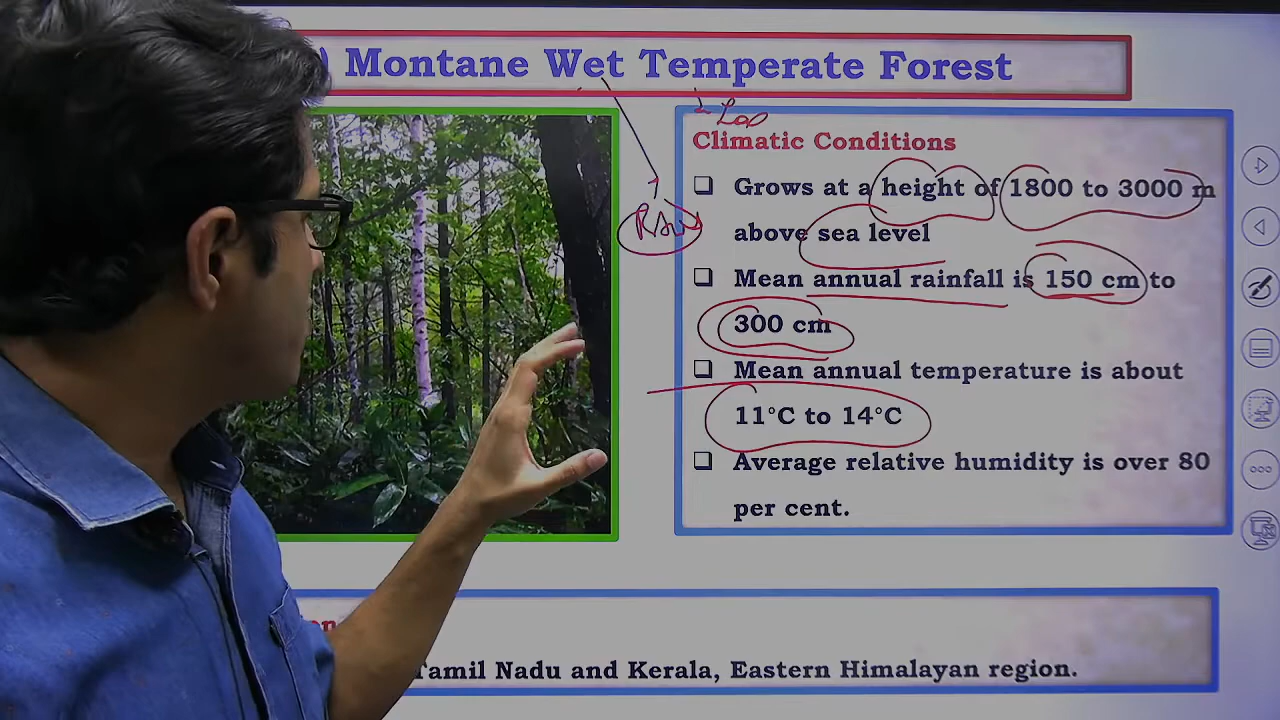 ) Montane Wet Temperate Forest
Climatic Conditions
❑ Grows at a height of 1800 to 3000 m
above sea level
❑ Mean annual rainfall is 150 cm to
300 cm
❑ Mean annual temperature is about
11°C to 14°C
❑ Average relative humidity is over 80
per cent.
Tamil Nadu and Kerala, Eastern Himalayan region.